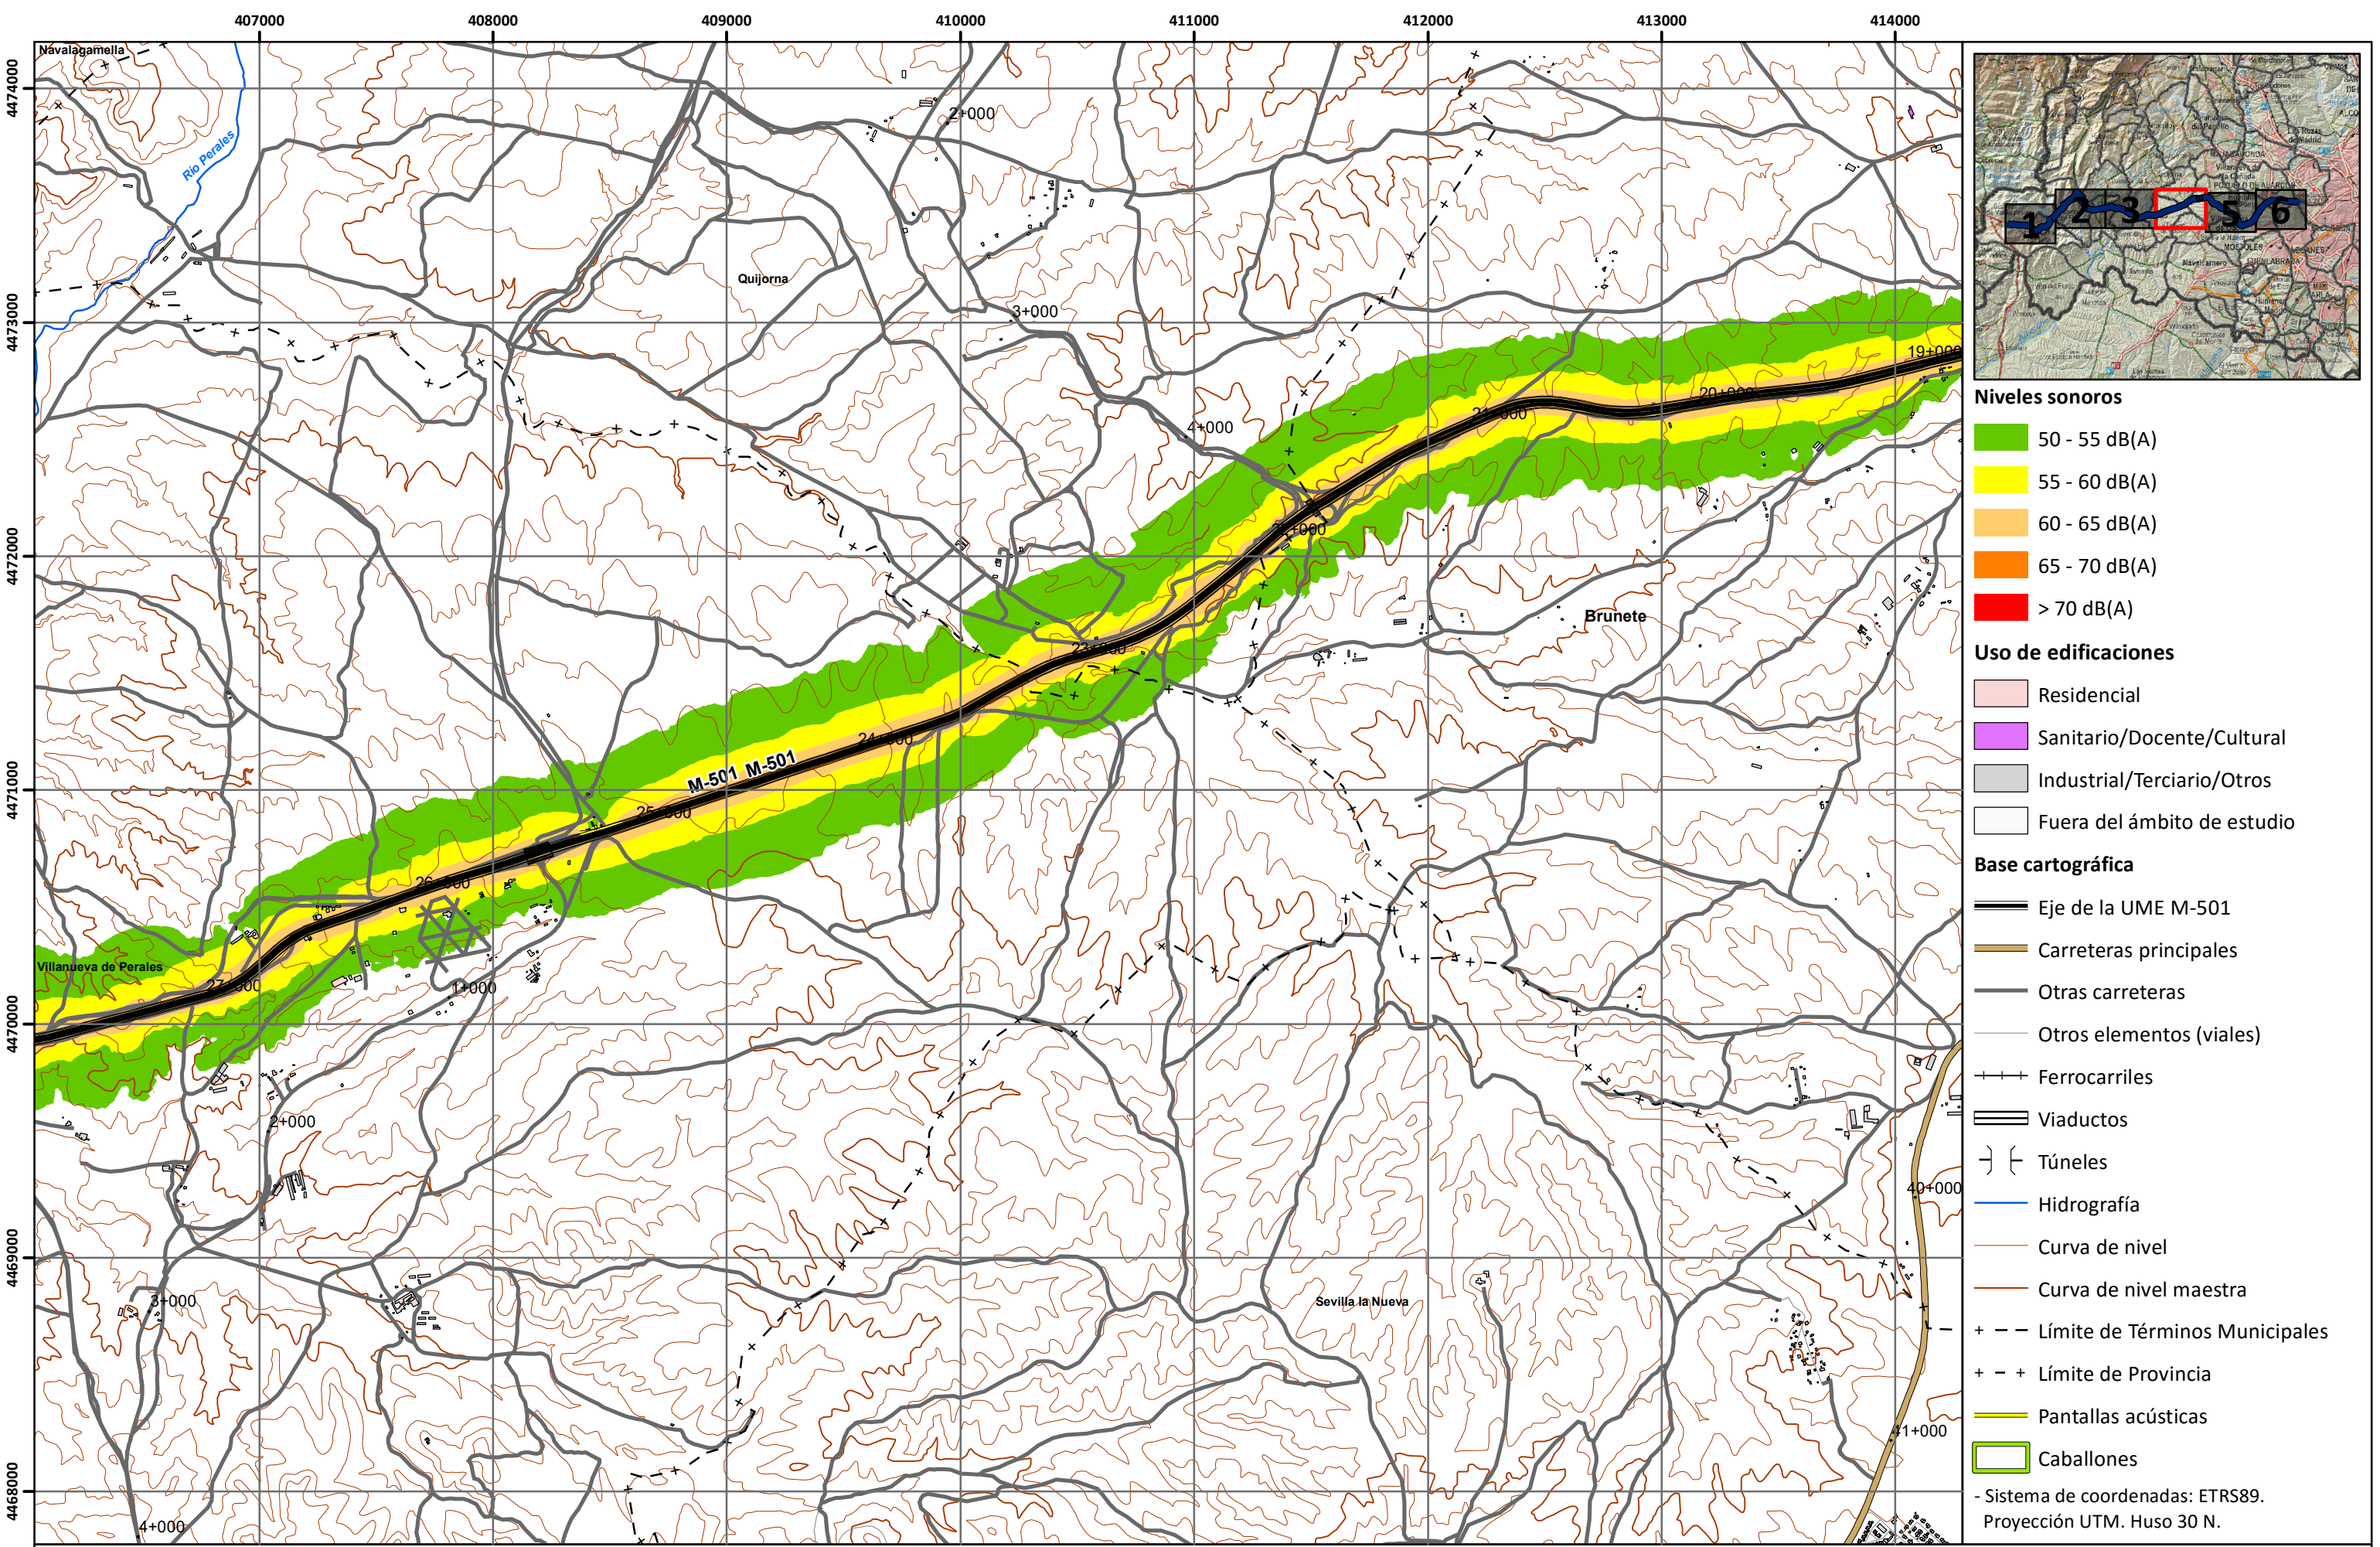 407000
408000
409000
410000
411000
412000
413000
414000
4474000
4473000
4472000
4471000
4470000
4469000
4468000
Navalagamella
Río Perales
2+000
Quijorna
3+000
4+000
19+000
20+000
21+000
22+000
Brunete
23+000
24+000
M-501 M-501
25+000
26+000
Villanueva de Perales
27+000
1+000
2+000
40+000
3+000
Sevilla la Nueva
41+000
4+000
1
2
3
5
6
Niveles sonoros
50 - 55 dB(A)
55 - 60 dB(A)
60 - 65 dB(A)
65 - 70 dB(A)
> 70 dB(A)
Uso de edificaciones
Residencial
Sanitario/Docente/Cultural
Industrial/Terciario/Otros
Fuera del ámbito de estudio
Base cartográfica
Eje de la UME M-501
Carreteras principales
Otras carreteras
Otros elementos (viales)
Ferrocarriles
Viaductos
Túneles
Hidrografía
Curva de nivel
Curva de nivel maestra
Límite de Términos Municipales
Límite de Provincia
Pantallas acústicas
Caballones
- Sistema de coordenadas: ETRS89.
Proyección UTM. Huso 30 N.